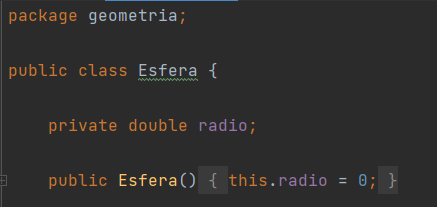 package geometria;
public class Esfera {
private double radio;
public Esfera() { this.radio = 0; }